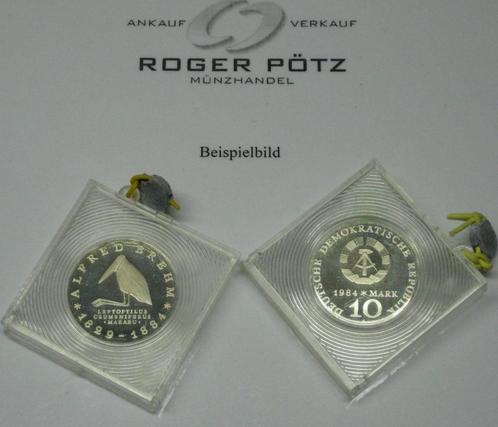 ANKAUF VERKAUF
ROGER PÖTZ
MÜNZHANDEL
Beispielbild
* ALFRED BREHM *
LEPTOPTILUS
CRUMENIFERUS
• MARABU •
1829-1884
DEUTSCHE DEMOKRATISCHE REPUBLIK
1984 * MARK
10